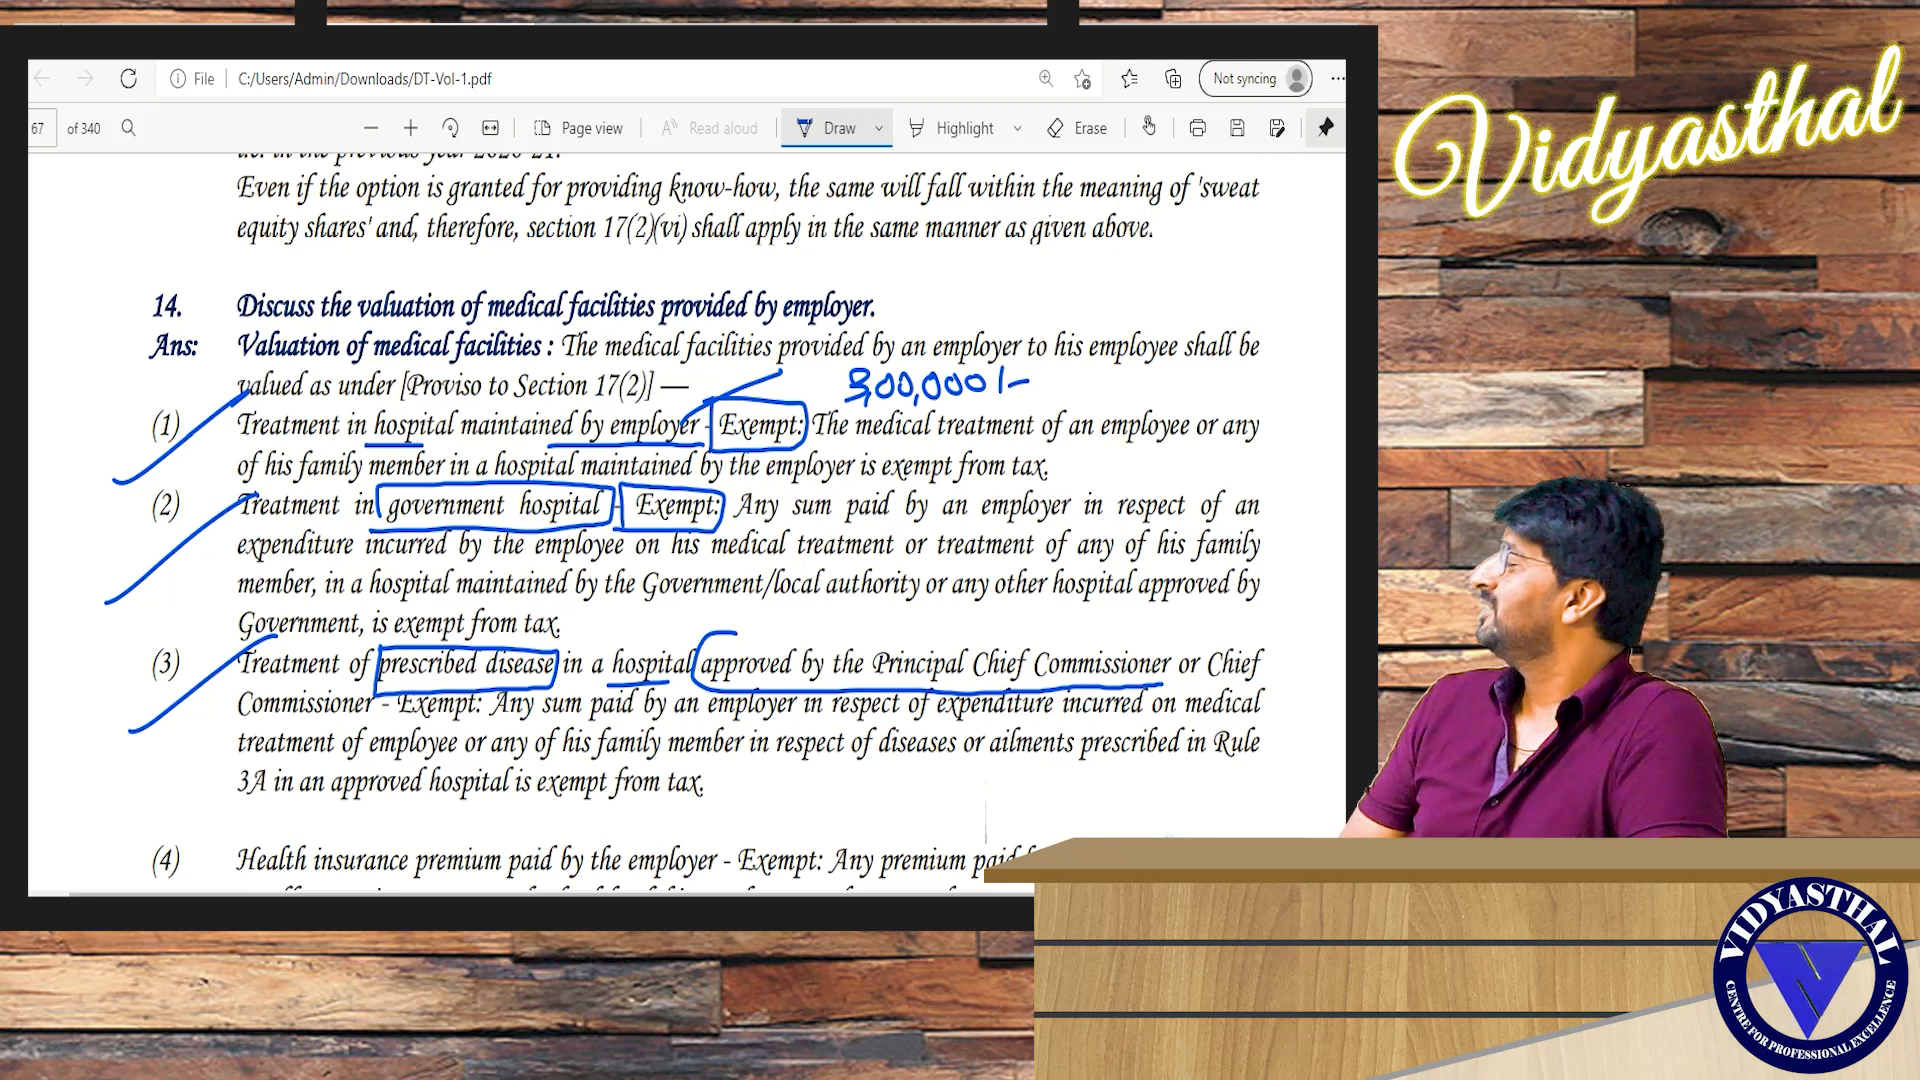 File
C:/Users/Admin/Downloads/DT-Vol-1.pdf
Not syncing
67 of 340
Page view
Read aloud
Draw
Highlight
Erase
Vidyasthal
Even if the option is granted for providing know-how, the same will fall within the meaning of 'sweat
equity shares' and, therefore, section 17(2)(vi) shall apply in the same manner as given above.
14. Discuss the valuation of medical facilities provided by employer.
Ans: Valuation of medical facilities : The medical facilities provided by an employer to his employee shall be
valued as under [Proviso to Section 17(2)] —
3,00,000/-
(1) Treatment in hospital maintained by employer - Exempt: The medical treatment of an employee or any
of his family member in a hospital maintained by the employer is exempt from tax.
(2) Treatment in government hospital - Exempt: Any sum paid by an employer in respect of an
expenditure incurred by the employee on his medical treatment or treatment of any of his family
member, in a hospital maintained by the Government/local authority or any other hospital approved by
Government, is exempt from tax.
(3) Treatment of prescribed disease in a hospital approved by the Principal Chief Commissioner or Chief
Commissioner - Exempt: Any sum paid by an employer in respect of expenditure incurred on medical
treatment of employee or any of his family member in respect of diseases or ailments prescribed in Rule
3A in an approved hospital is exempt from tax.
(4) Health insurance premium paid by the employer - Exempt: Any premium paid
VIDYASTHAL
CENTRE FOR PROFESSIONAL EXCELLENCE